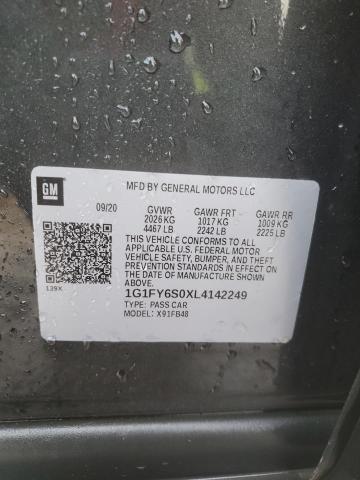 GM
MFD BY GENERAL MOTORS LLC
09/20 GVWR GAWR FRT GAWR RR
2026 KG 1017 KG 1009 KG
4467 LB 2242 LB 2225 LB
THIS VEHICLE CONFORMS TO ALL
APPLICABLE U.S. FEDERAL MOTOR
VEHICLE SAFETY, BUMPER, AND THEFT
PREVENTION STANDARDS IN EFFECT ON
THE DATE OF MANUFACTURE SHOWN
ABOVE.
139X
1G1FY6S0XL4142249
TYPE: PASS CAR
MODEL: X91FB48